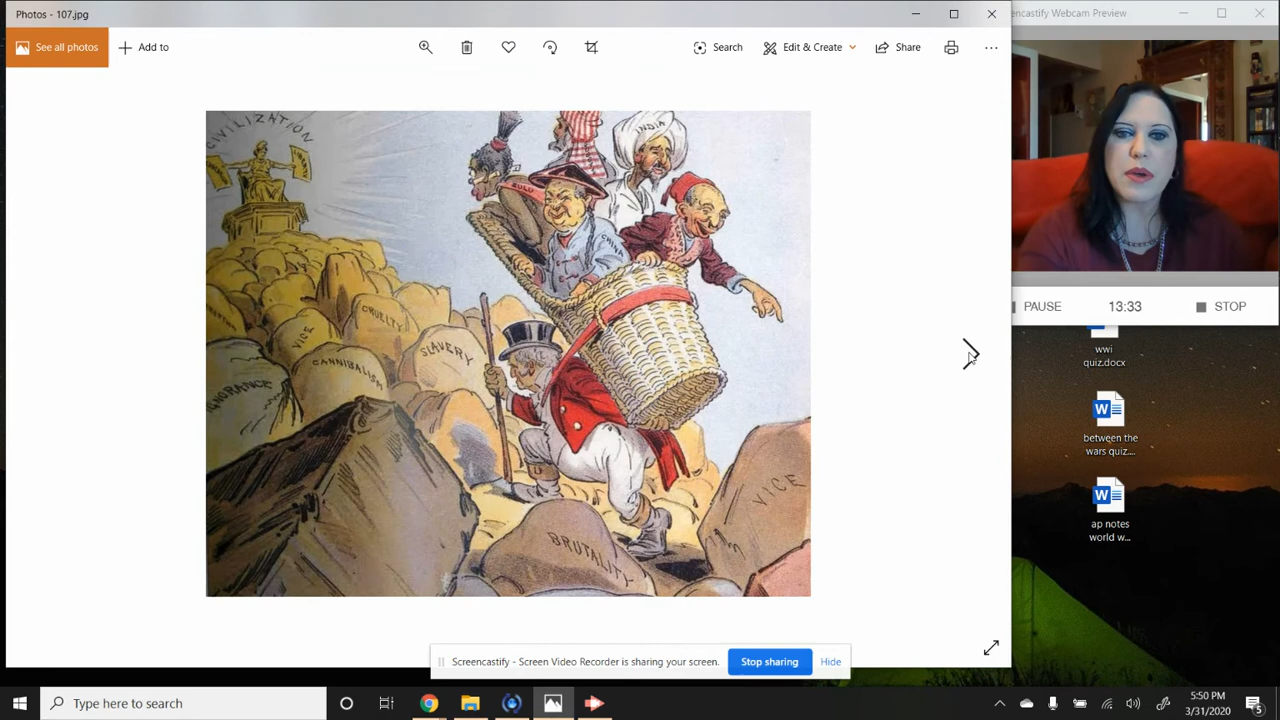 Photos - 107.jpg
See all photos
Add to
Search
Edit & Create
Share
encastify Webcam Preview
CIVILIZATION
INDIA
ZULU
CHINA
VICE
CRUELTY
SLAVERY
CANNIBALISM
IGNORANCE
VICE
BRUTALITY
PAUSE
13:33
STOP
wwi
quiz.docx
between the
wars quiz....
ap notes
world w...
Screencastify - Screen Video Recorder is sharing your screen.
Stop sharing
Hide
Type here to search
5:50 PM
3/31/2020
5